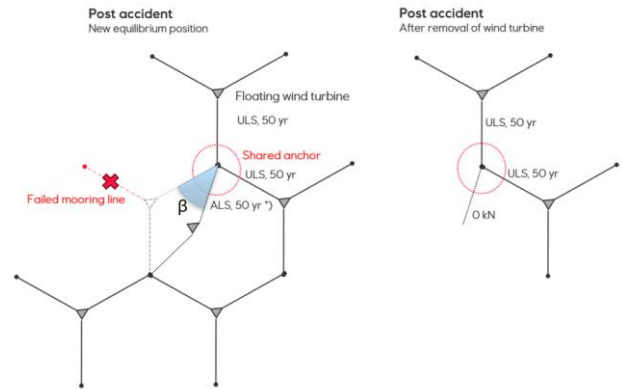 Post accident
New equilibrium position
Floating wind turbine
ULS, 50 yr
Shared anchor
ULS, 50 yr
Failed mooring line
β
ALS, 50 yr *)
Post accident
After removal of wind turbine
ULS, 50 yr
ULS, 50 yr
0 kN